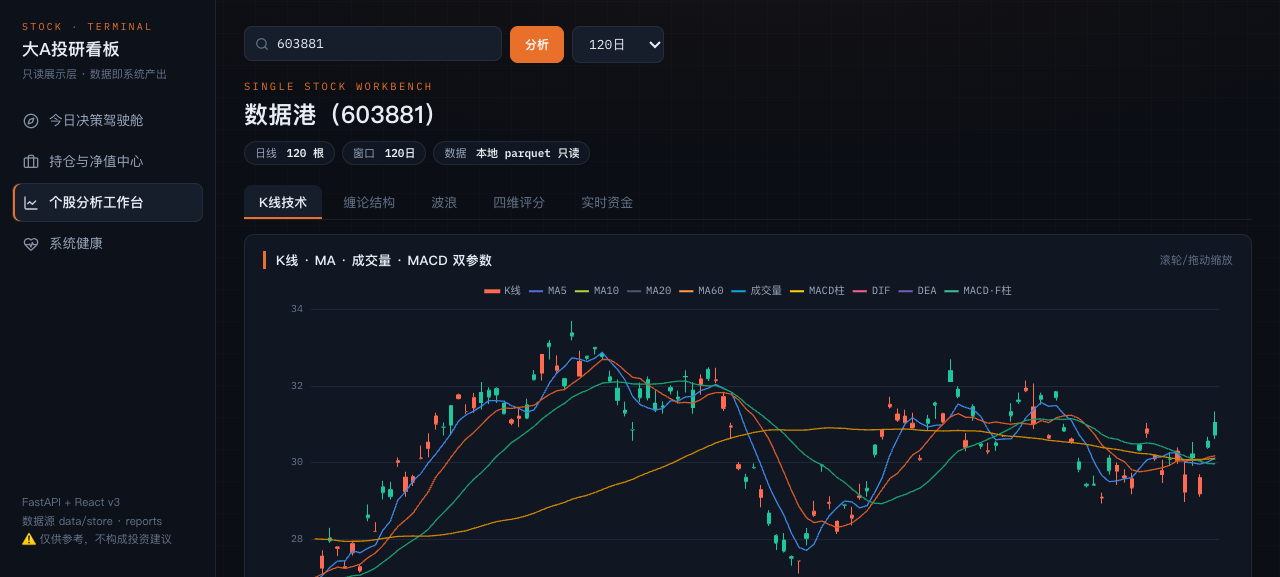 STOCK · TERMINAL
大A投研看板
只读展示层 · 数据即系统产出
今日决策驾驶舱
持仓与净值中心
个股分析工作台
系统健康
FastAPI + React v3
数据源 data/store · reports
⚠️ 仅供参考，不构成投资建议
603881
分析
120日
SINGLE STOCK WORKBENCH
数据港（603881）
日线 120 根
窗口 120日
数据 本地 parquet 只读
K线技术
缠论结构
波浪
四维评分
实时资金
K线 · MA · 成交量 · MACD 双参数
滚轮/拖动缩放
K线 MA5 MA10 MA20 MA60 成交量 MACD柱 DIF DEA MACD·F柱
34
32
30
28